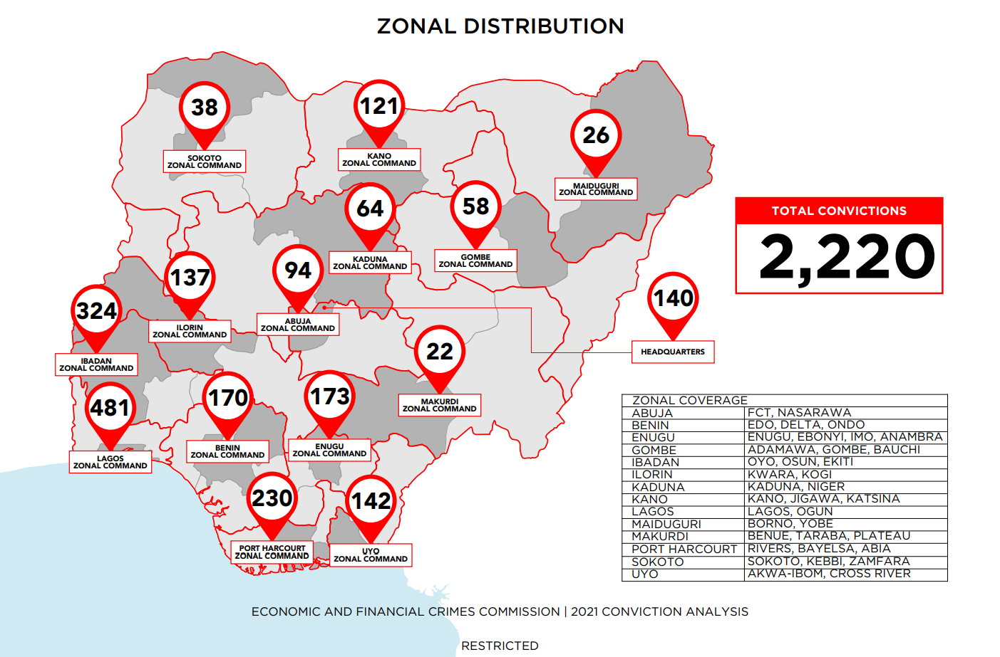 ZONAL DISTRIBUTION
38
SOKOTO
ZONAL COMMAND
121
KANO
ZONAL COMMAND
26
MAIDUGURI
ZONAL COMMAND
64
KADUNA
ZONAL COMMAND
58
GOMBE
ZONAL COMMAND
TOTAL CONVICTIONS
2,220
137
ILORIN
ZONAL COMMAND
94
ABUJA
ZONAL COMMAND
140
HEADQUARTERS
324
IBADAN
ZONAL COMMAND
22
MAKURDI
ZONAL COMMAND
481
LAGOS
ZONAL COMMAND
170
BENIN
ZONAL COMMAND
173
ENUGU
ZONAL COMMAND
230
PORT HARCOURT
ZONAL COMMAND
142
UYO
ZONAL COMMAND
ZONAL COVERAGE
ABUJA FCT, NASARAWA
BENIN EDO, DELTA, ONDO
ENUGU ENUGU, EBONYI, IMO, ANAMBRA
GOMBE ADAMAWA, GOMBE, BAUCHI
IBADAN OYO, OSUN, EKITI
ILORIN KWARA, KOGI
KADUNA KADUNA, NIGER
KANO KANO, JIGAWA, KATSINA
LAGOS LAGOS, OGUN
MAIDUGURI BORNO, YOBE
MAKURDI BENUE, TARABA, PLATEAU
PORT HARCOURT RIVERS, BAYELSA, ABIA
SOKOTO SOKOTO, KEBBI, ZAMFARA
UYO AKWA-IBOM, CROSS RIVER
ECONOMIC AND FINANCIAL CRIMES COMMISSION | 2021 CONVICTION ANALYSIS
RESTRICTED